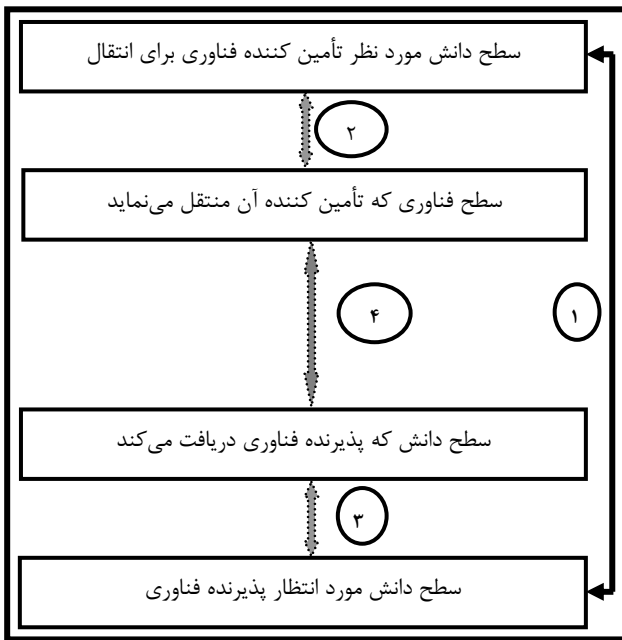 سطح دانش مورد نظر تأمین کننده فناوری برای انتقال
۲
سطح فناوری که تأمین کننده آن منتقل می‌نماید
۴
۱
سطح دانش که پذیرنده فناوری دریافت می‌کند
۳
سطح دانش مورد انتظار پذیرنده فناوری